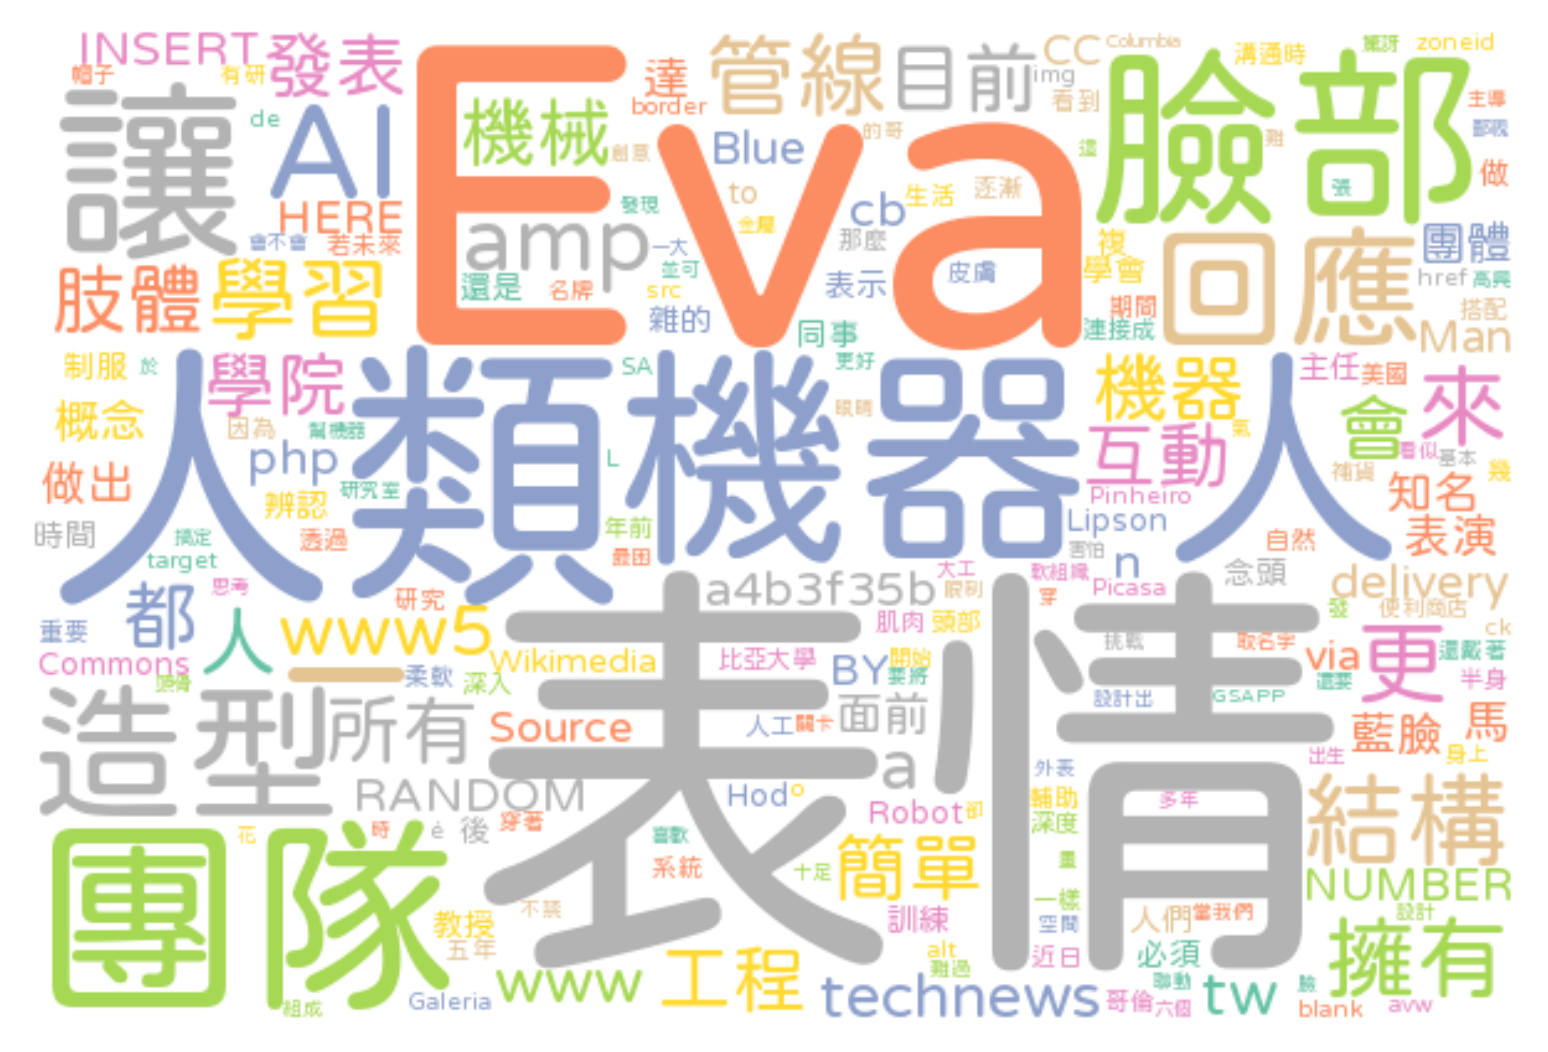 INSERT
發表
Eva
機械
達
border
管線
目前
CC
Columbia
img
看到
臉部
溝通時
驚訝
zoneid
主導
鄙視
做
帽子
有研
de
讓
AI
HERE
會不會
若未來
創意
Blue
的哥
to
發現
金屬
cb
生活
逐漸
這
難
張
amp
一大
那麼
並可
還是
名牌
src
表示
皮膚
複
學會
回應
團體
href
高興
肢體
學習
雜的
同事
期間
連接成
搭配
Man
制服
於
學院
人類機器人
SA
更好
機器
主任
美國
來
概念
因為
幫機器
眼睛
氣
互動
會
看似
基本
幾
做出
php
研究室
L
補貨
Pinheiro
知名
辨認
年前
Lipson
時間
搞定
透過
最困
害怕
n
自然
表演
target
思考
大工
軟組織
念頭
都
研究
a4b3f35b
限制
穿
Picasa
delivery
發
便利商店
ck
重要
人
www5
表情
肌肉
頭部
挑戰
取名字
還戴著
Commons
頭骨
柔軟
深入
Wikimedia
比亞大學
BY
開始
要將
via
更
還要
半身
造型
所有
一
Source
人工
關卡
面前
設計出
GSAPP
藍臉
馬
出生
身上
RANDOM
a
外表
Hod
Robot
卻
輔助
深度
多年
結構
團隊
花
時
é
後
穿著
喜歡
系統
十足
簡單
畫
一樣
NUMBER
教授
五年
不禁
訓練
空間
人們
當我們
設計
組成
Galeria
www
工程
alt
難過
近日
必須
擁有
technews
哥倫
六個
聯動
tw
臉
blank
avw